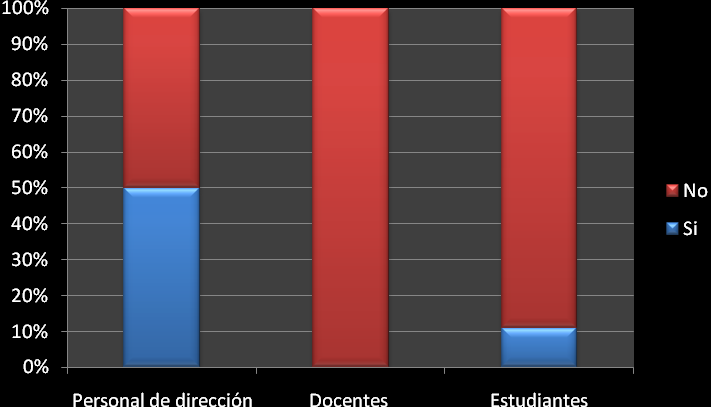 100%
90%
80%
70%
60%
50%
40%
30%
20%
10%
0%
Personal de dirección
Docentes
Estudiantes
No
Si